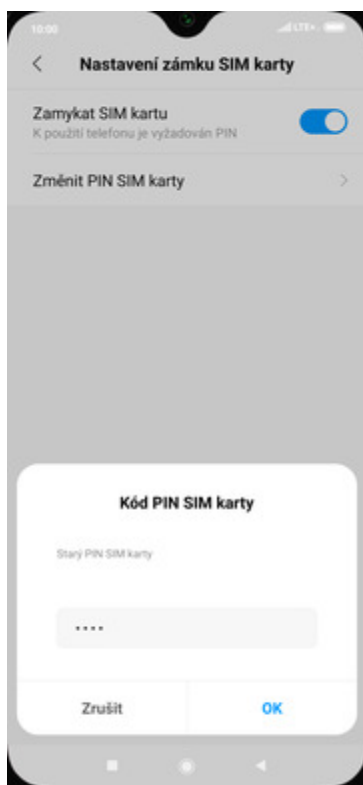 10:00 LTE+
Nastavení zámku SIM karty
Zamykat SIM kartu
K použití telefonu je vyžadován PIN
Změnit PIN SIM karty
Kód PIN SIM karty
Starý PIN SIM karty
••••
Zrušit OK